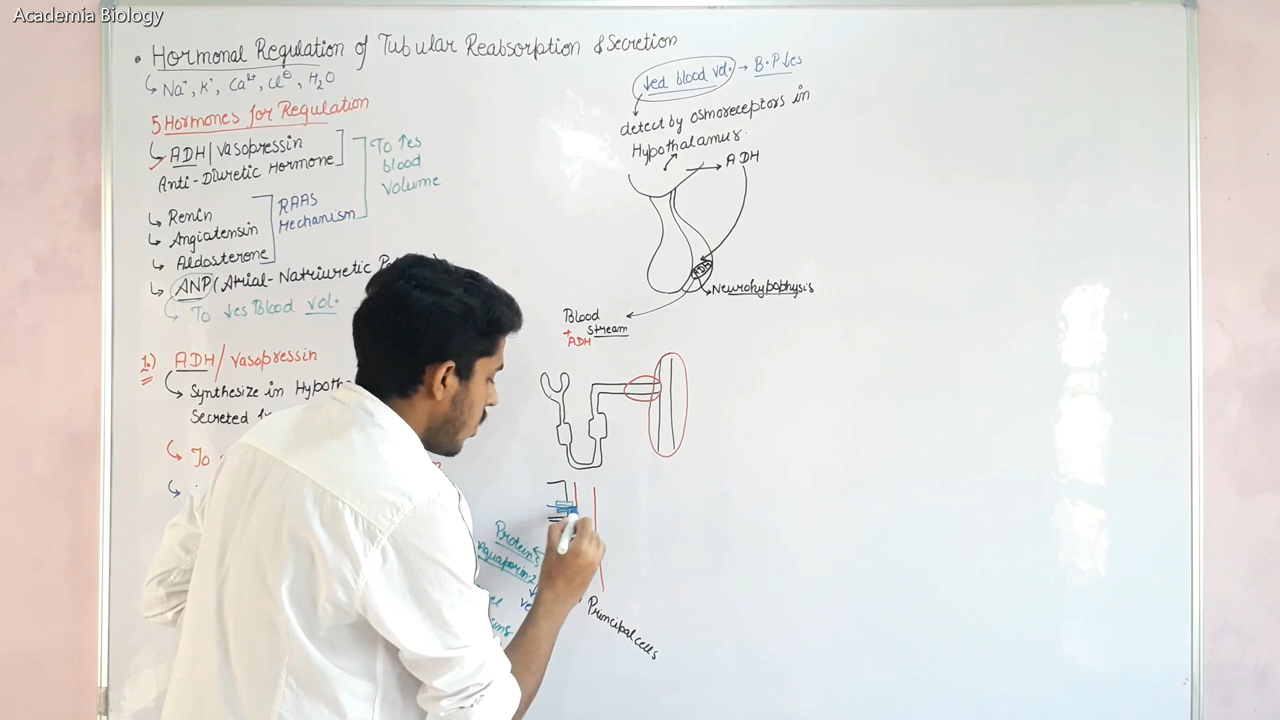 Academia Biology
• Hormonal Regulation of Tubular Reabsorption & Secretion
Na⁺, K⁺, Ca²⁺, Cl⊖, H₂O
5 Hormones for Regulation
ADH/Vasopressin
Anti-Diuretic Hormone
To ↑es
blood
volume
Renin
Angiatensin
Aldosterone
RAAS
Mechanism
ANP (Atrial-Natriuretic
To ↓es Blood vol.
1.) ADH/Vasopressin
Synthesize in
Secreted
To
↓ed blood vol. → B.P ↓es
detect by osmoreceptors in
Hypothalamus.
ADH
ADH
Neurohypophysis
Blood
Stream
+
ADH
Proteins
Aquaporin-2
Principal cells